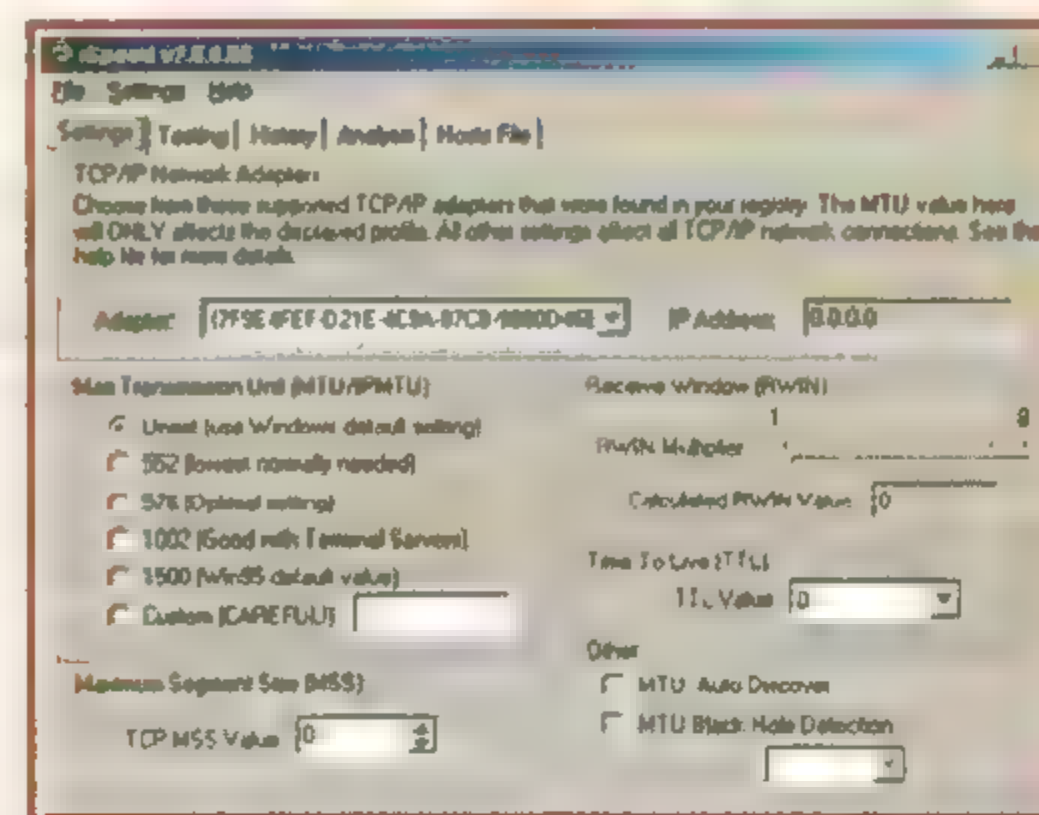 File Settings Help
Settings Testing History Analysis Hosts File
TCP/IP Network Adapters
Choose from these supported TCP/IP adapters that were found in your registry. The MTU value here
will ONLY affects the displayed profile. All other settings affect all TCP/IP network connections. See the
help file for more details.
Adapter: IP Address: 0.0.0.0
Max Transmission Unit (MTU/IPMTU)
Unset (use Windows default setting)
552 (lowest normally needed)
576 (Optimal setting)
1002 (Good with Terminal Servers)
1500 (Win95 default value)
Custom (CAREFUL!)
Maximum Segment Size (MSS)
TCP MSS Value 0
Receive Window (RWIN)
1
RWIN Multiplier
Calculated RWIN Value 0
Time To Live (TTL)
TTL Value 0
Other
MTU Auto Discover
MTU Black Hole Detection